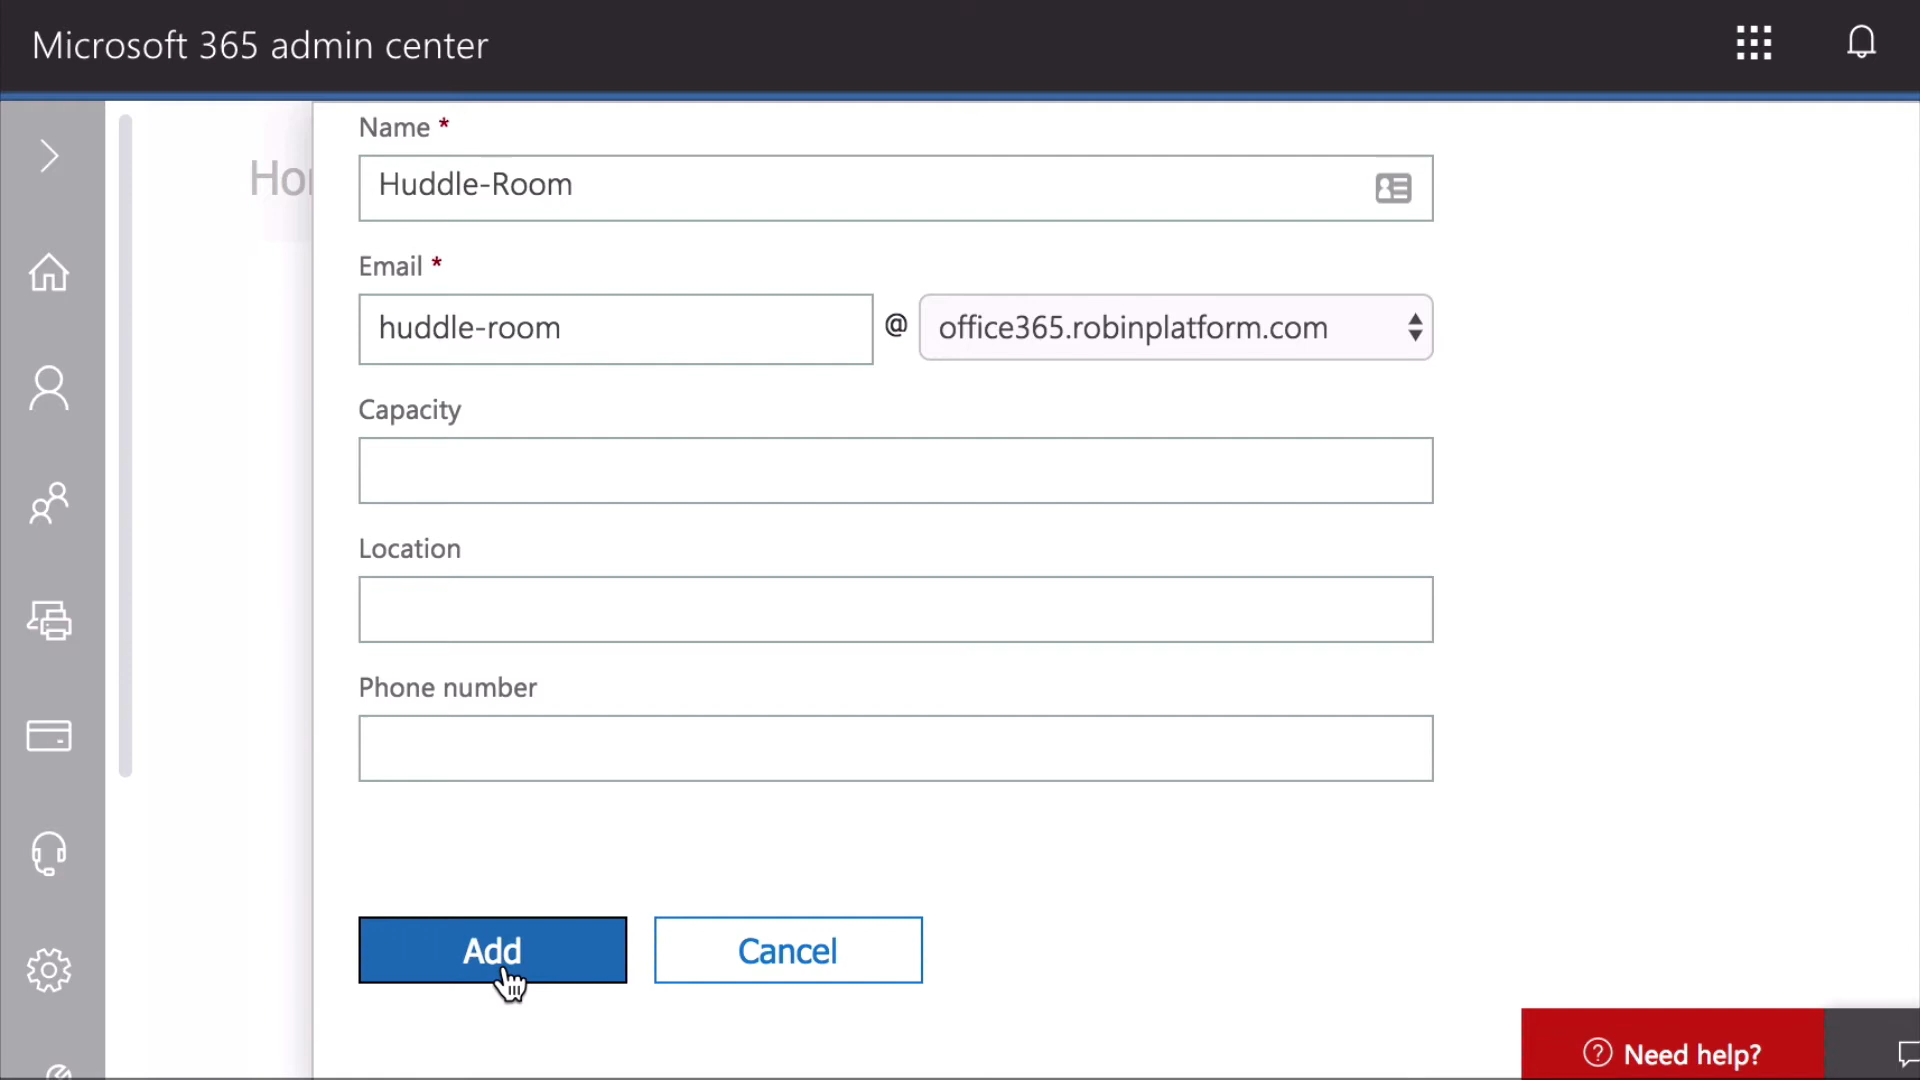 Microsoft 365 admin center
Name *
Huddle-Room
Email *
huddle-room @ office365.robinplatform.com
Capacity
Location
Phone number
Add Cancel
Need help?